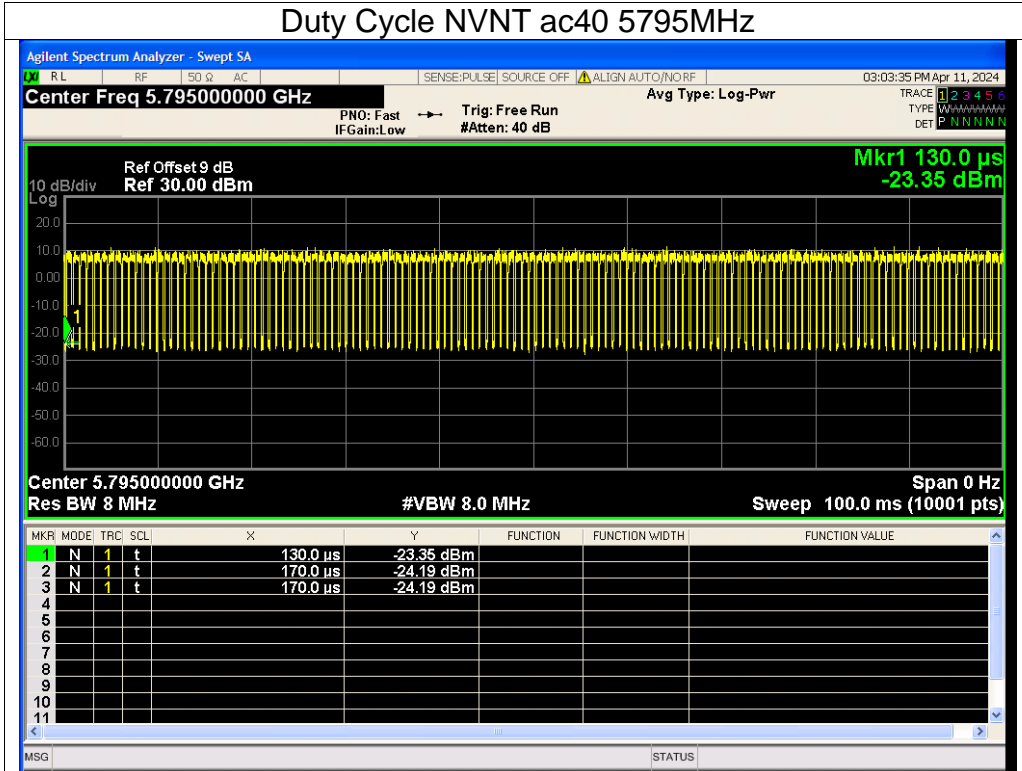 Duty Cycle NVNT ac40 5795MHz
Agilent Spectrum Analyzer - Swept SA
LXI RL RF 50 Ω AC SENSE:PULSE SOURCE OFF ALIGN AUTO/NO RF 03:03:35 PM Apr 11, 2024
Center Freq 5.795000000 GHz Avg Type: Log-Pwr TRACE 1 2 3 4 5 6
PNO: Fast Trig: Free Run TYPE WWWWWW
IFGain:Low #Atten: 40 dB DET P N N N N N
Mkr1 130.0 µs
Ref Offset 9 dB
10 dB/div Ref 30.00 dBm -23.35 dBm
Log
20.0
10.0
0.00
-10.0
1
-20.0
-30.0
-40.0
-50.0
-60.0
Center 5.795000000 GHz Span 0 Hz
Res BW 8 MHz #VBW 8.0 MHz Sweep 100.0 ms (10001 pts)
MKR MODE TRC SCL X Y FUNCTION FUNCTION WIDTH FUNCTION VALUE
1 N 1 t 130.0 µs -23.35 dBm
2 N 1 t 170.0 µs -24.19 dBm
3 N 1 t 170.0 µs -24.19 dBm
4
5
6
7
8
9
10
11
MSG STATUS